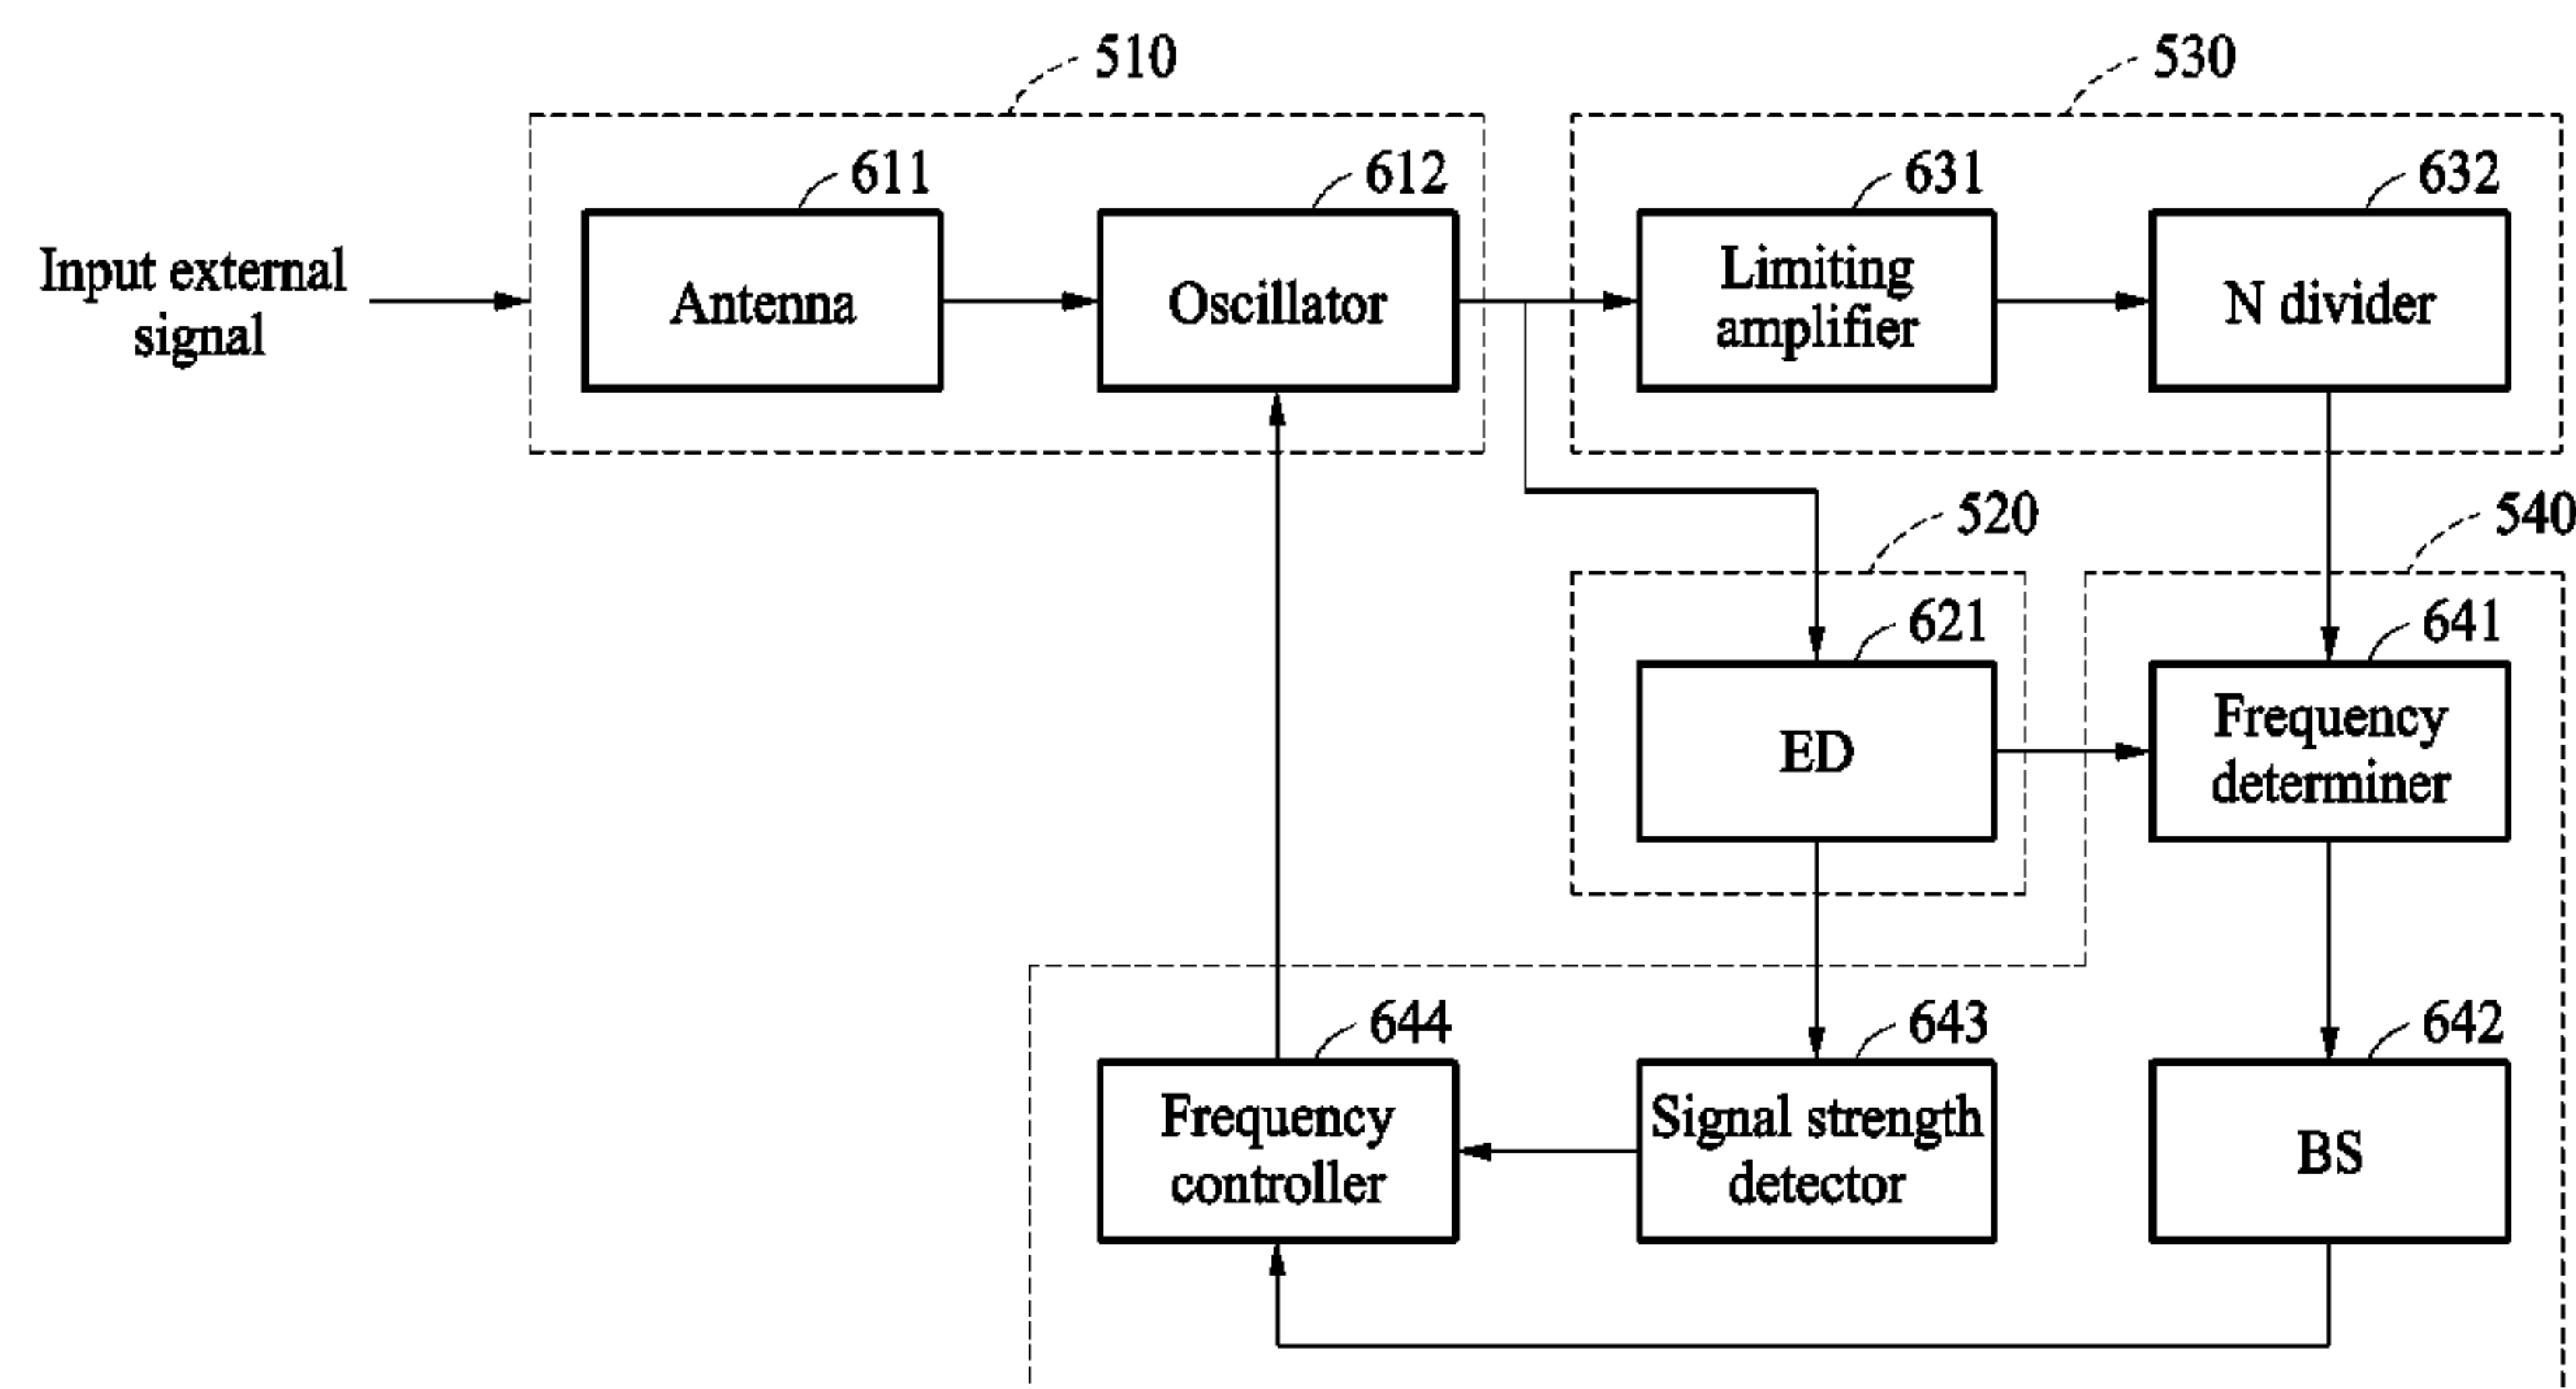 510
530
611
612
631
632
Input external
signal
Antenna
Oscillator
Limiting
amplifier
N divider
520
540
621
641
ED
Frequency
determiner
644
643
642
Frequency
controller
Signal strength
detector
BS